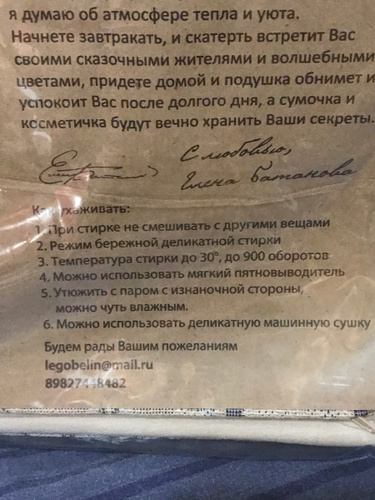 я думаю об атмосфере тепла и уюта.
Начнете завтракать, и скатерть встретит Вас
своими сказочными жителями и волшебными
цветами, придете домой и подушка обнимет и
успокоит Вас после долгого дня, а сумочка и
косметичка будут вечно хранить Ваши секреты.
С любовью,
Елена Батанова
Как ухаживать:
1. При стирке не смешивать с другими вещами
2. Режим бережной деликатной стирки
3. Температура стирки до 30°, до 900 оборотов
4. Можно использовать мягкий пятновыводитель
5. Утюжить с паром с изнаночной стороны,
можно чуть влажным.
6. Можно использовать деликатную машинную сушку
Будем рады Вашим пожеланиям
legobelin@mail.ru
89827448482